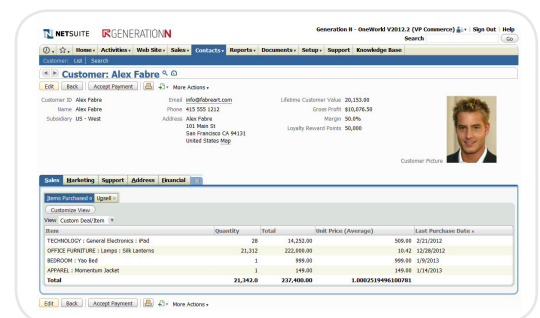 NETSUITE GENERATIONN
Generation N - OneWorld V2012.2 (VP Commerce) Sign Out Help
Search Go
Home Activities Web Site Sales Contacts Reports Documents Setup Support Knowledge Base
Customer: List Search
Customer: Alex Fabre
Edit Back Accept Payment More Actions
Customer ID Alex Fabre Email info@fabreart.com Lifetime Customer Value 20,153.00
Name Alex Fabre Phone 415 555 1212 Gross Profit $10,076.50
Subsidiary US - West Address Alex Fabre Margin 50.0%
101 Main St Loyalty Reward Points 50,000
San Francisco CA 94131
United States Map
Customer Picture
Sales Marketing Support Address Financial
Items Purchased Upsell
Customize View
View Custom Deal/Item
Item Quantity Total Unit Price (Average) Last Purchase Date
TECHNOLOGY : General Electronics : iPad 28 14,252.00 509.00 2/21/2012
OFFICE FURNITURE : Lamps : Silk Lanterns 21,312 222,000.00 10.42 12/28/2012
BEDROOM : Yao Bed 1 999.00 999.00 1/9/2013
APPAREL : Momentum Jacket 1 149.00 149.00 1/14/2013
Total 21,342.0 237,400.00 1.0002519496100781
Edit Back Accept Payment More Actions